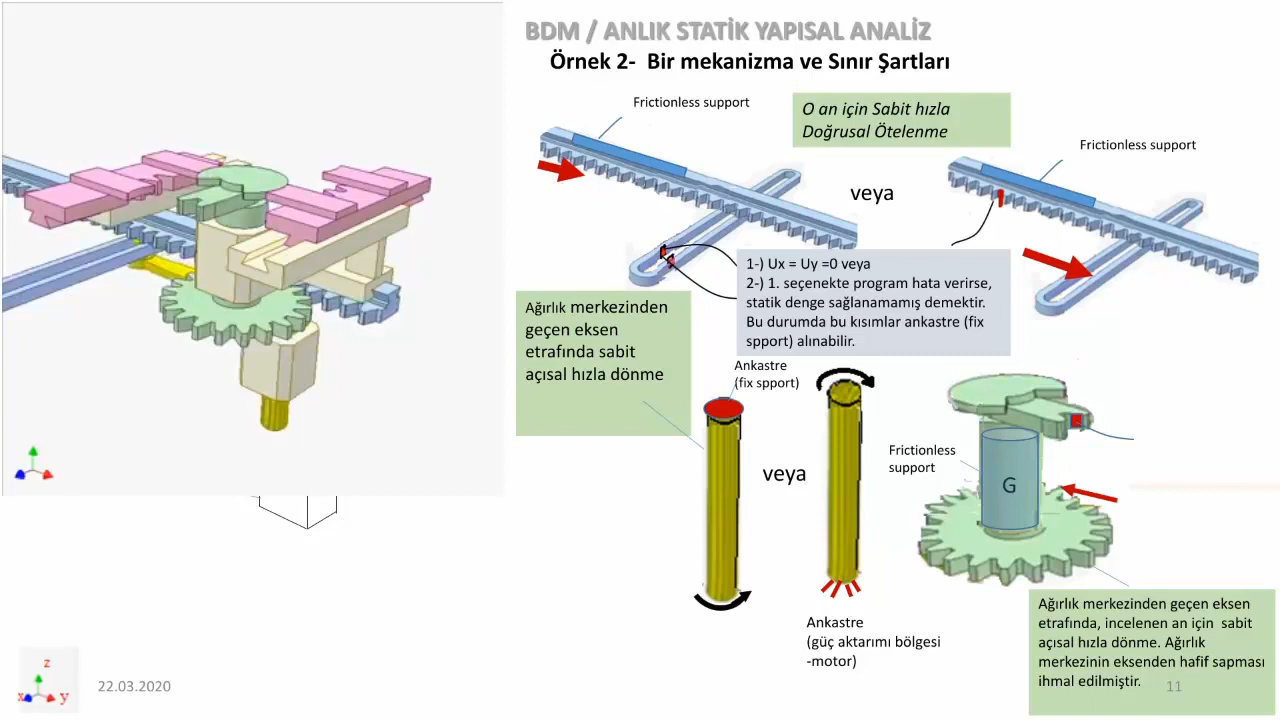 BDM / ANLIK STATİK YAPISAL ANALİZ
Örnek 2- Bir mekanizma ve Sınır Şartları
Frictionless support
O an için Sabit hızla
Doğrusal Ötelenme
Frictionless support
veya
1-) Ux = Uy =0 veya
2-) 1. seçenekte program hata verirse,
statik denge sağlanamamış demektir.
Bu durumda bu kısımlar ankastre (fix
spport) alınabilir.
Ağırlık merkezinden
geçen eksen
etrafında sabit
açısal hızla dönme
Ankastre
(fix spport)
veya
Frictionless
support
G
Ankastre
(güç aktarımı bölgesi
-motor)
Ağırlık merkezinden geçen eksen
etrafında, incelenen an için sabit
açısal hızla dönme. Ağırlık
merkezinin eksenden hafif sapması
ihmal edilmiştir.
z
x
y
22.03.2020
11